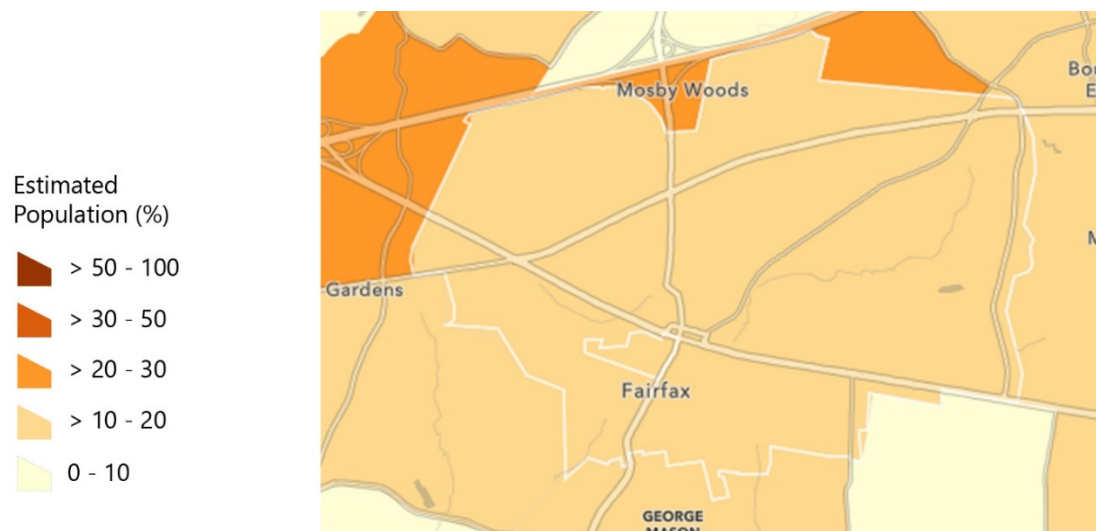 Estimated
Population (%)
> 50 - 100
> 30 - 50
> 20 - 30
> 10 - 20
0 - 10
Mosby Woods
Gardens
Fairfax
GEORGE